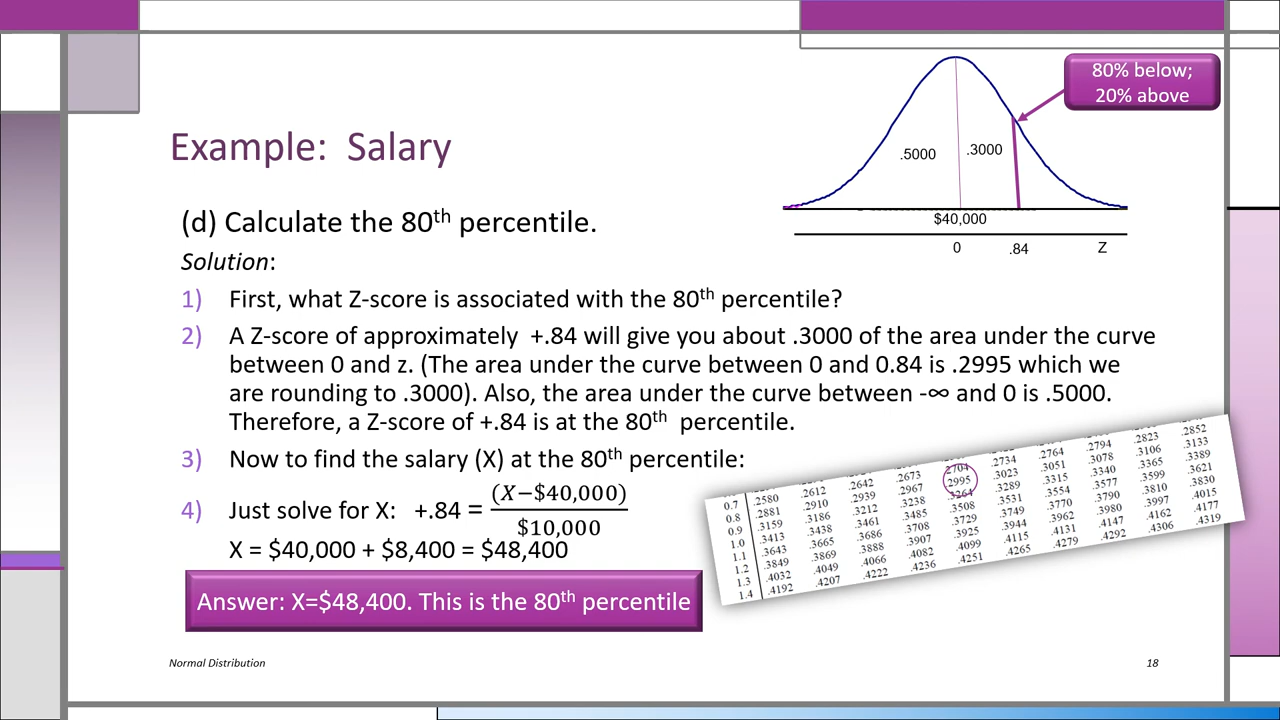 80% below;
20% above
Example: Salary
.5000
.3000
$40,000
0
.84
Z
(d) Calculate the 80th percentile.
Solution:
1) First, what Z-score is associated with the 80th percentile?
2) A Z-score of approximately +.84 will give you about .3000 of the area under the curve
between 0 and z. (The area under the curve between 0 and 0.84 is .2995 which we
are rounding to .3000). Also, the area under the curve between -∞ and 0 is .5000.
Therefore, a Z-score of +.84 is at the 80th percentile.
3) Now to find the salary (X) at the 80th percentile:
4) Just solve for X: +.84 = (X−$40,000)
$10,000
X = $40,000 + $8,400 = $48,400
Answer: X=$48,400. This is the 80th percentile
0.7 .2580 .2612 .2642 .2673 .2704 .2734 .2764 .2794 .2823 .2852
0.8 .2881 .2910 .2939 .2967 .2995 .3023 .3051 .3078 .3106 .3133
0.9 .3159 .3186 .3212 .3238 .3264 .3289 .3315 .3340 .3365 .3389
1.0 .3413 .3438 .3461 .3485 .3508 .3531 .3554 .3577 .3599 .3621
1.1 .3643 .3665 .3686 .3708 .3729 .3749 .3770 .3790 .3810 .3830
1.2 .3849 .3869 .3888 .3907 .3925 .3944 .3962 .3980 .3997 .4015
1.3 .4032 .4049 .4066 .4082 .4099 .4115 .4131 .4147 .4162 .4177
1.4 .4192 .4207 .4222 .4236 .4251 .4265 .4279 .4292 .4306 .4319
Normal Distribution
18